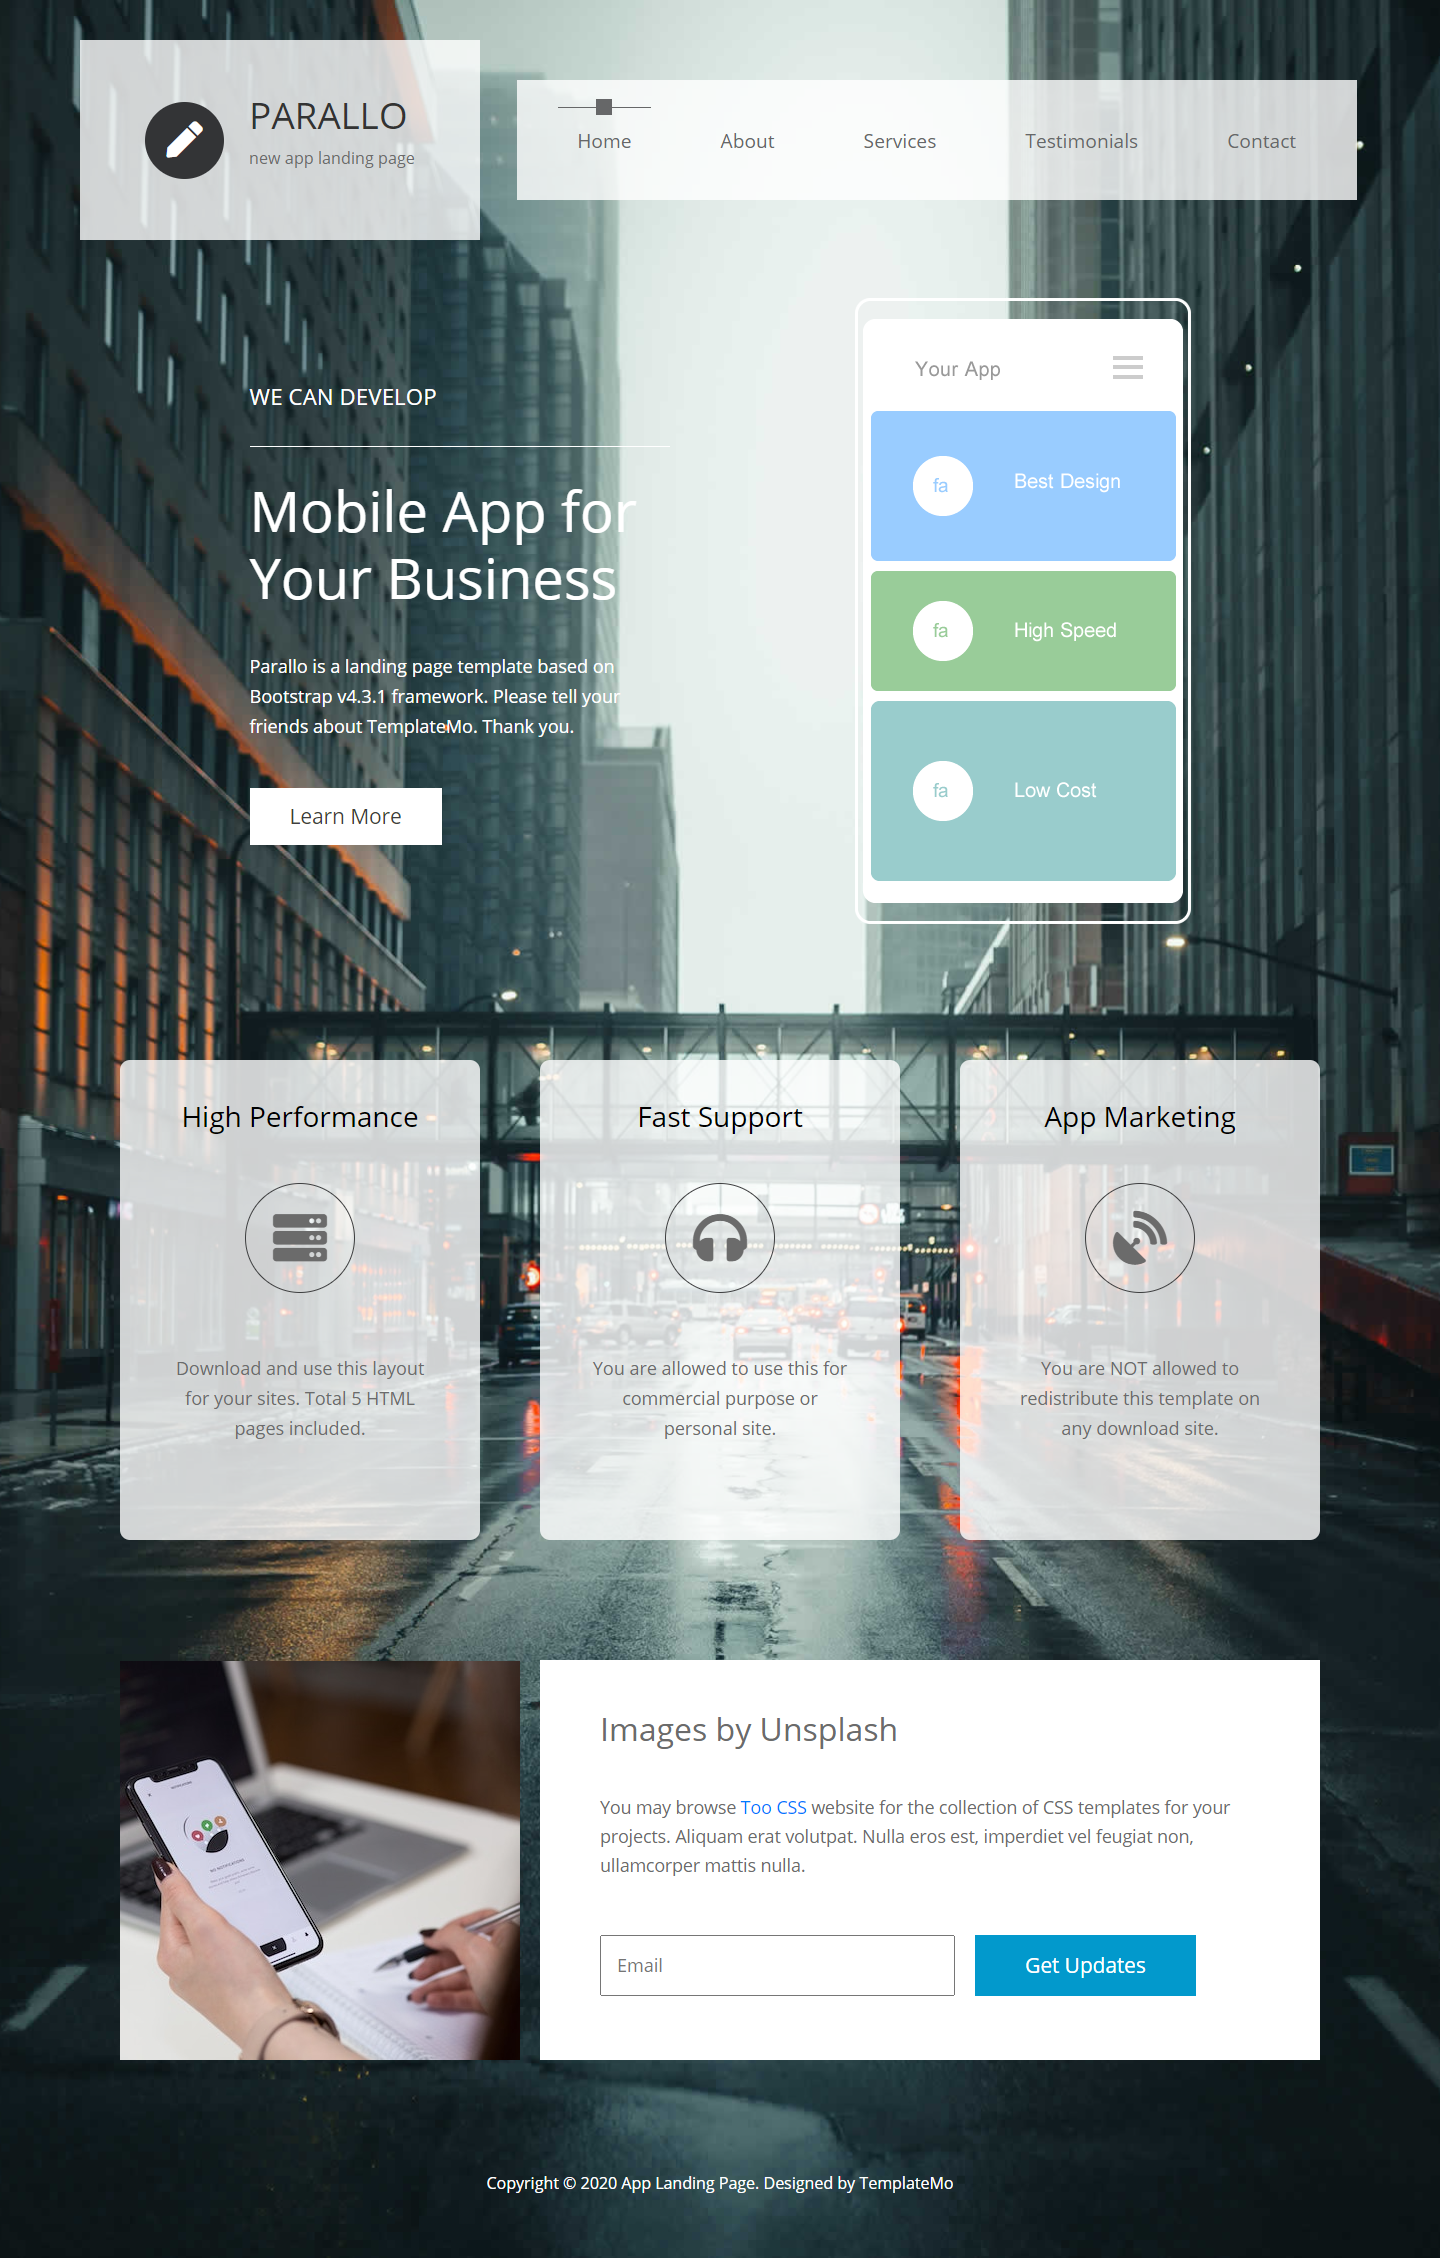 PARALLO
new app landing page
Home
About
Services
Testimonials
Contact
WE CAN DEVELOP
Mobile App for
Your Business
Parallo is a landing page template based on
Bootstrap v4.3.1 framework. Please tell your
friends about TemplateMo. Thank you.
Learn More
Your App
fa Best Design
fa High Speed
fa Low Cost
High Performance
Download and use this layout
for your sites. Total 5 HTML
pages included.
Fast Support
You are allowed to use this for
commercial purpose or
personal site.
App Marketing
You are NOT allowed to
redistribute this template on
any download site.
Images by Unsplash
You may browse Too CSS website for the collection of CSS templates for your
projects. Aliquam erat volutpat. Nulla eros est, imperdiet vel feugiat non,
ullamcorper mattis nulla.
Email
Get Updates
Copyright © 2020 App Landing Page. Designed by TemplateMo